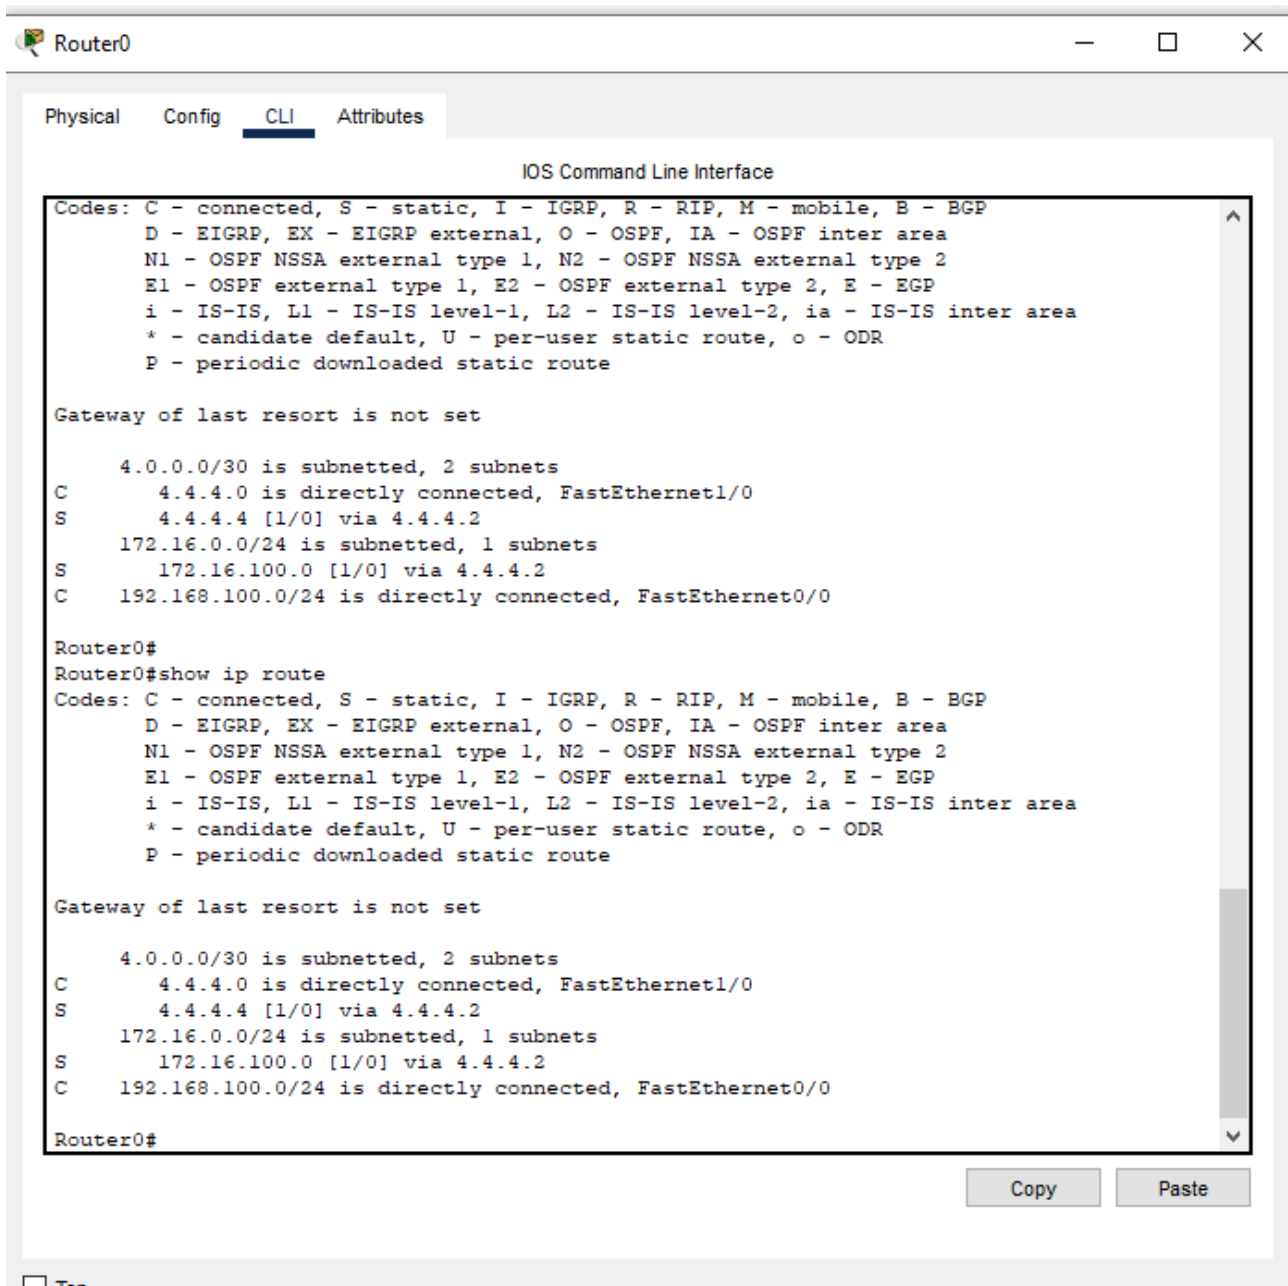 Router0
Physical Config CLI Attributes
IOS Command Line Interface
Codes: C - connected, S - static, I - IGRP, R - RIP, M - mobile, B - BGP
D - EIGRP, EX - EIGRP external, O - OSPF, IA - OSPF inter area
N1 - OSPF NSSA external type 1, N2 - OSPF NSSA external type 2
E1 - OSPF external type 1, E2 - OSPF external type 2, E - EGP
i - IS-IS, L1 - IS-IS level-1, L2 - IS-IS level-2, ia - IS-IS inter area
* - candidate default, U - per-user static route, o - ODR
P - periodic downloaded static route
Gateway of last resort is not set
4.0.0.0/30 is subnetted, 2 subnets
C 4.4.4.0 is directly connected, FastEthernet1/0
S 4.4.4.4 [1/0] via 4.4.4.2
172.16.0.0/24 is subnetted, 1 subnets
S 172.16.100.0 [1/0] via 4.4.4.2
C 192.168.100.0/24 is directly connected, FastEthernet0/0
Router0#
Router0#show ip route
Codes: C - connected, S - static, I - IGRP, R - RIP, M - mobile, B - BGP
D - EIGRP, EX - EIGRP external, O - OSPF, IA - OSPF inter area
N1 - OSPF NSSA external type 1, N2 - OSPF NSSA external type 2
E1 - OSPF external type 1, E2 - OSPF external type 2, E - EGP
i - IS-IS, L1 - IS-IS level-1, L2 - IS-IS level-2, ia - IS-IS inter area
* - candidate default, U - per-user static route, o - ODR
P - periodic downloaded static route
Gateway of last resort is not set
4.0.0.0/30 is subnetted, 2 subnets
C 4.4.4.0 is directly connected, FastEthernet1/0
S 4.4.4.4 [1/0] via 4.4.4.2
172.16.0.0/24 is subnetted, 1 subnets
S 172.16.100.0 [1/0] via 4.4.4.2
C 192.168.100.0/24 is directly connected, FastEthernet0/0
Router0#
Copy Paste